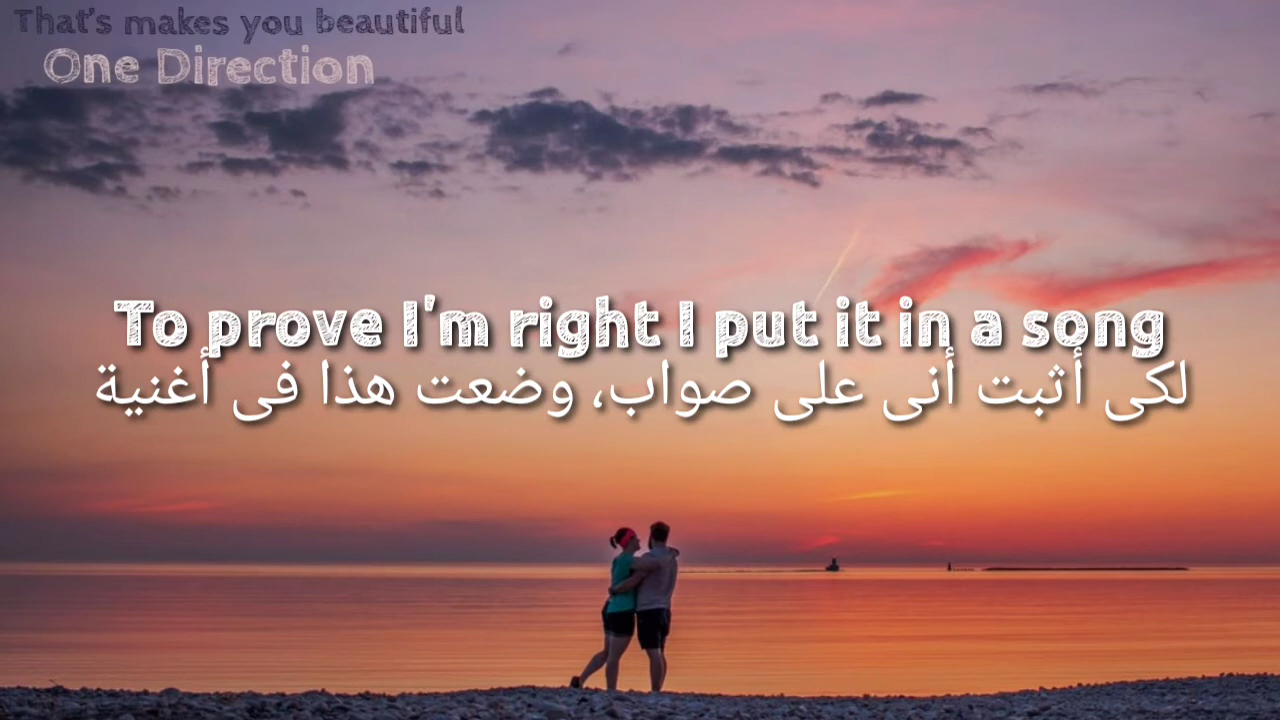 That's makes you beautiful
One Direction
To prove I'm right I put it in a song
لكى أثبت أنى على صواب، وضعت هذا فى أغنية